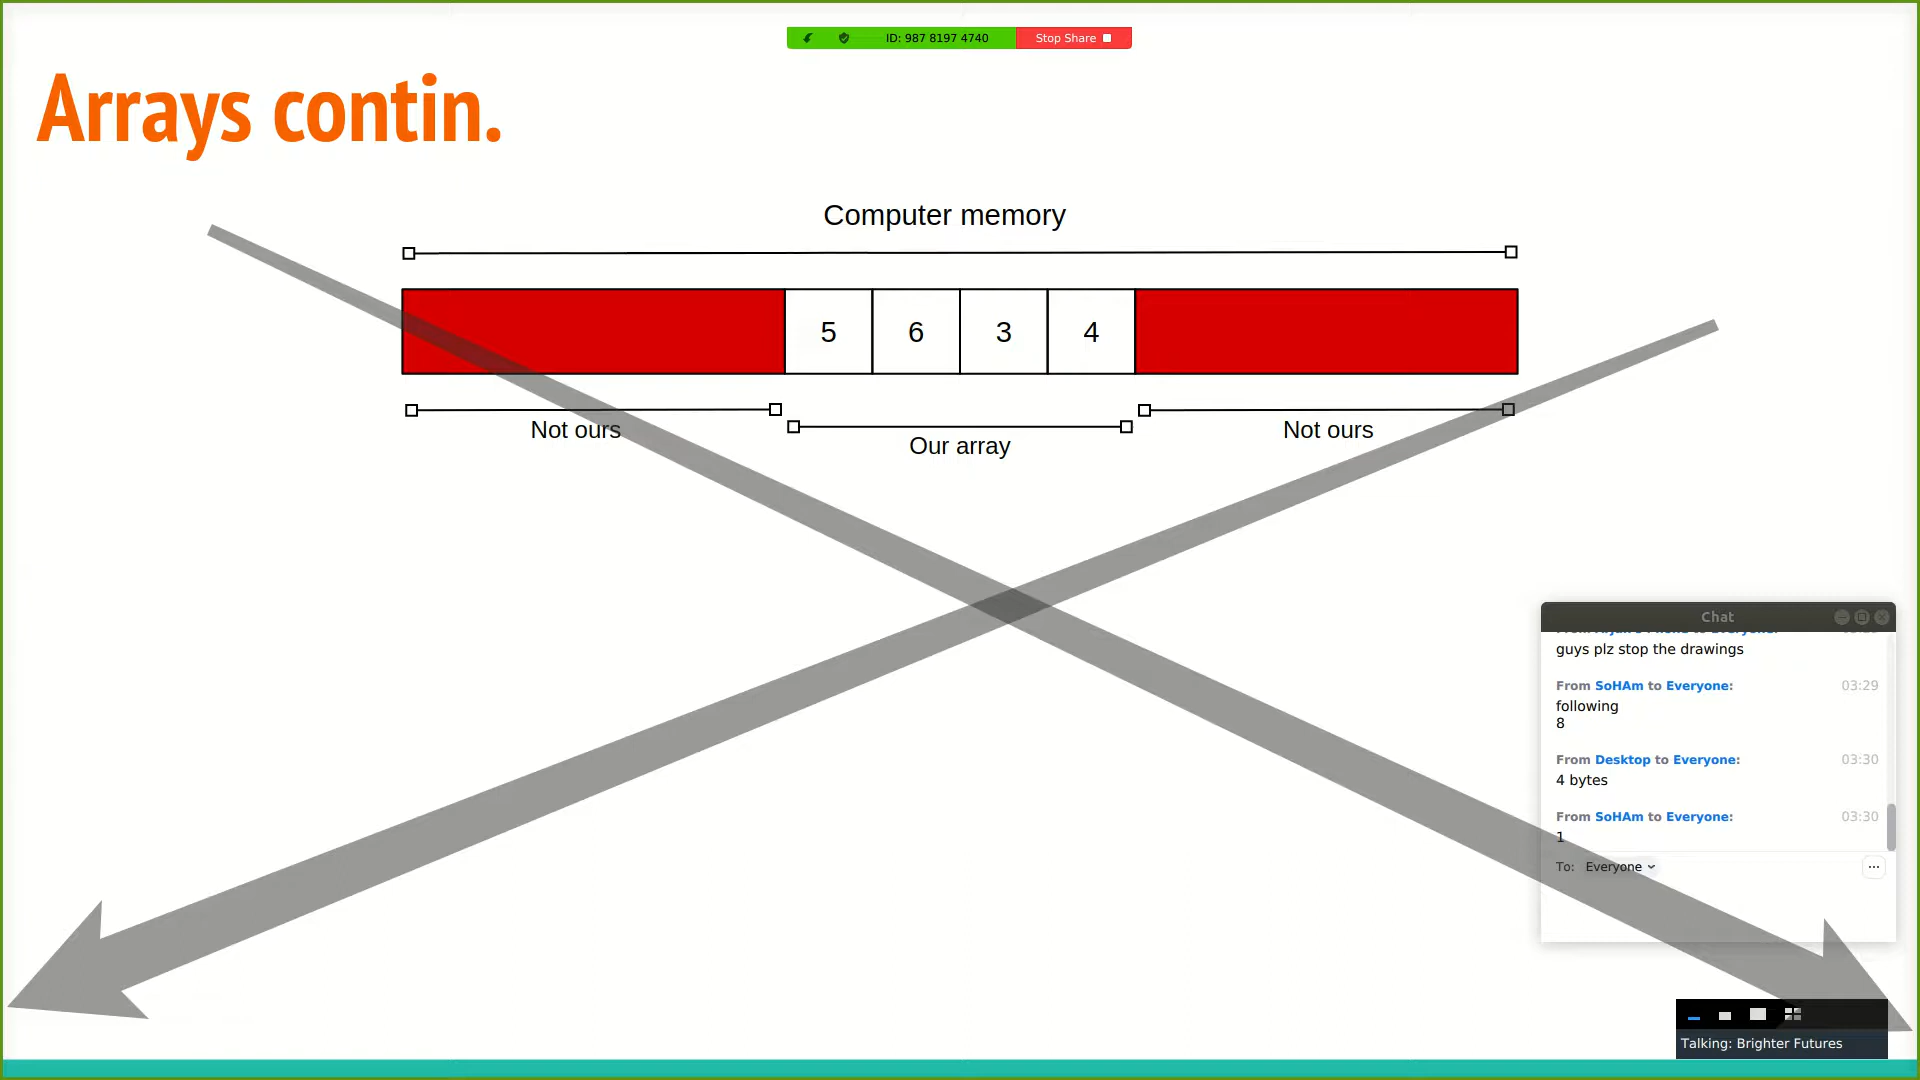 ID: 987 8197 4740
Stop Share
Arrays contin.
Computer memory
5 6 3 4
Not ours
Our array
Not ours
Chat
guys plz stop the drawings
From SoHAm to Everyone: 03:29
following
8
From Desktop to Everyone: 03:30
4 bytes
From SoHAm to Everyone: 03:30
1
To: Everyone
Talking: Brighter Futures